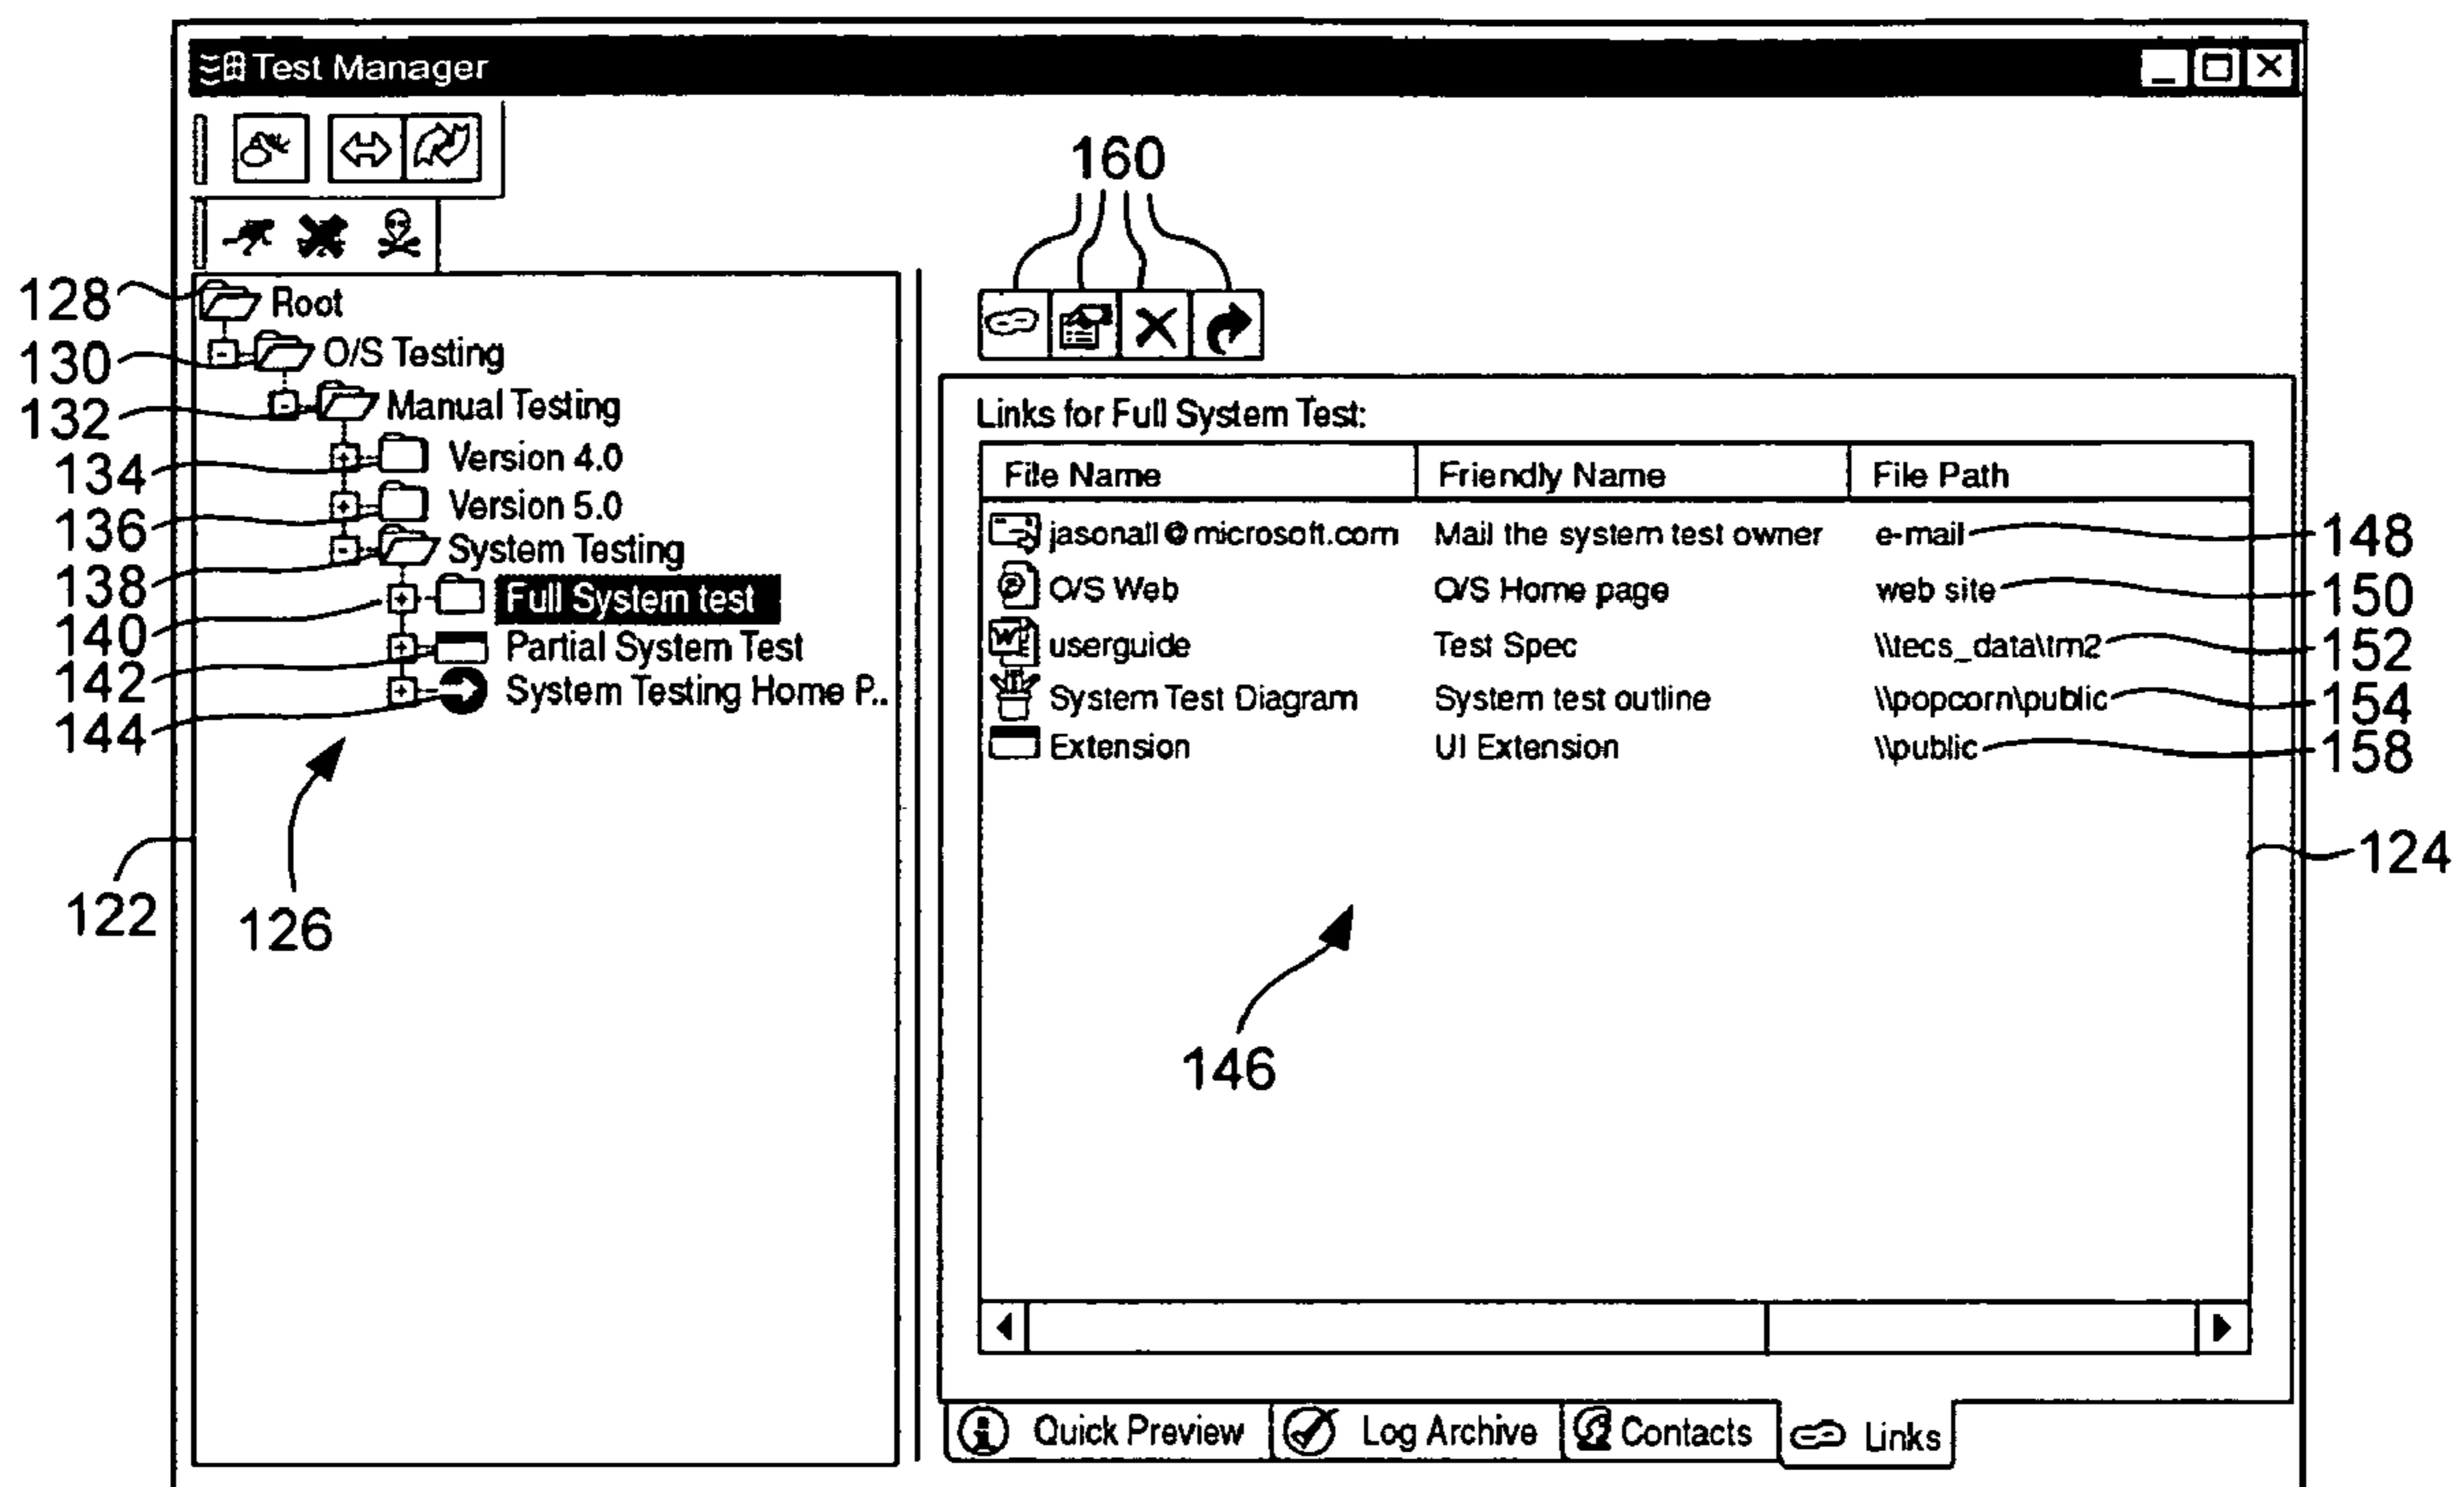 Test Manager
160
128 Root
130 O/S Testing
132 Manual Testing
134 Version 4.0
136 Version 5.0
138 System Testing
140 Full System test
142 Partial System Test
144 System Testing Home P..
122
126
Links for Full System Test:
File Name Friendly Name File Path
jasonall@microsoft.com Mail the system test owner e-mail 148
O/S Web O/S Home page web site 150
userguide Test Spec \\tecs_data\tm2 152
System Test Diagram System test outline \\popcorn\public 154
Extension UI Extension \\public 158
124
146
Quick Preview Log Archive Contacts Links